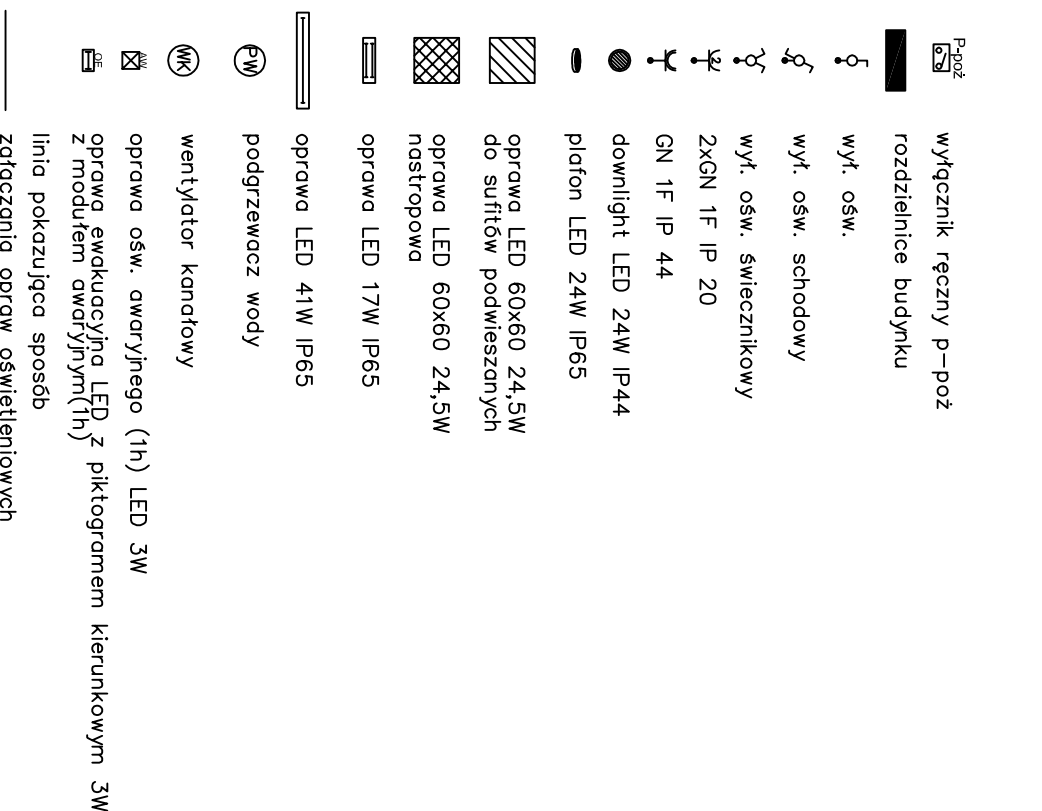 P-poż
wyłącznik ręczny p-poż
rozdzielnice budynku
wył. ośw.
wył. ośw. schodowy
wył. ośw. świecznikowy
2
2xGN 1F IP 20
GN 1F IP 44
downlight LED 24W IP44
plafon LED 24W IP65
oprawa LED 60x60 24,5W
do sufitów podwieszanych
oprawa LED 60x60 24,5W
nastropowa
oprawa LED 17W IP65
oprawa LED 41W IP65
PW
podgrzewacz wody
WK
wentylator kanałowy
AW
oprawa ośw. awaryjnego (1h) LED 3W
oprawa ewakuacyjna LED z piktogramem kierunkowym 3W
z modułem awaryjnym(1h)
linia pokazująca sposób
załączania opraw oświetleniowych